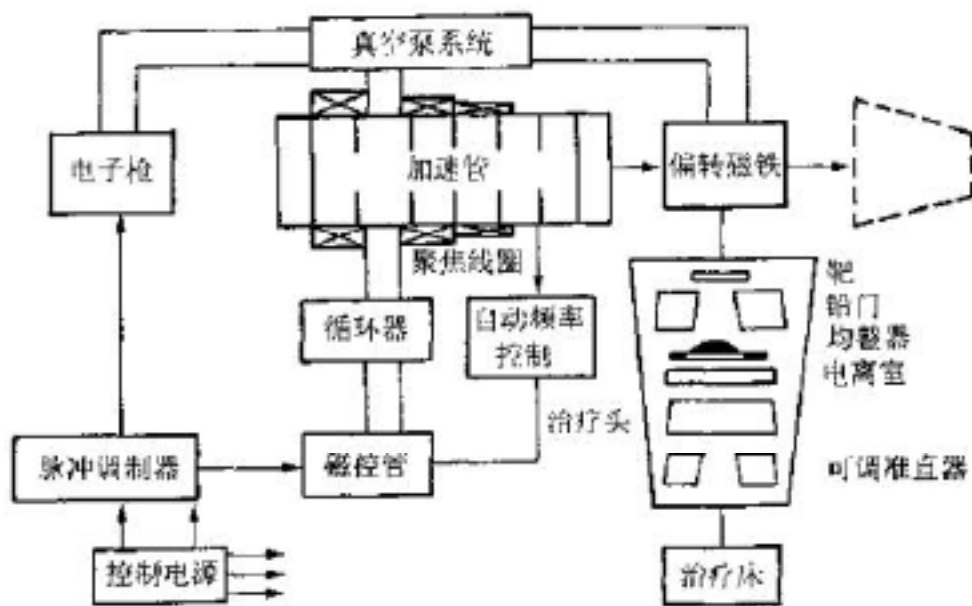 真空泵系统
电子枪
加速管
偏转磁铁
聚焦线圈
靶
铅门
均整器
电离室
循环器
自动频率
控制
治疗头
脉冲调制器
磁控管
可调准直器
控制电源
治疗床